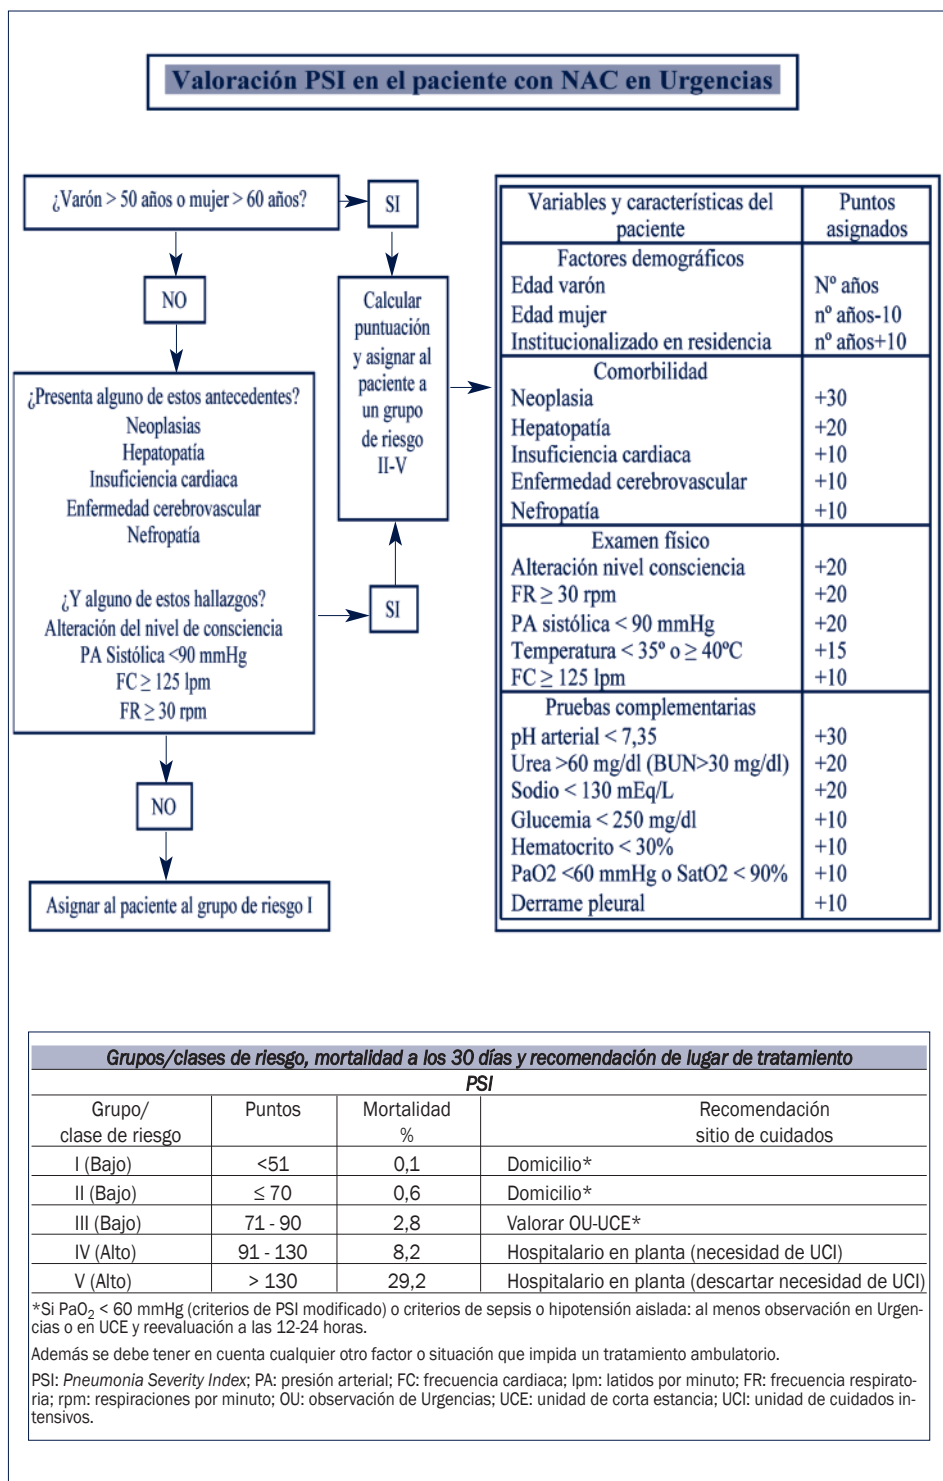 Valoración PSI en el paciente con NAC en Urgencias
¿Varón > 50 años o mujer > 60 años?
SI
NO
Calcular
puntuación
y asignar al
paciente a
un grupo
de riesgo
II-V
¿Presenta alguno de estos antecedentes?
Neoplasias
Hepatopatía
Insuficiencia cardiaca
Enfermedad cerebrovascular
Nefropatía
¿Y alguno de estos hallazgos?
Alteración del nivel de consciencia
PA Sistólica <90 mmHg
FC ≥ 125 lpm
FR ≥ 30 rpm
SI
NO
Asignar al paciente al grupo de riesgo I
Variables y características del paciente Puntos asignados
Factores demográficos
Edad varón Nº años
Edad mujer nº años-10
Institucionalizado en residencia nº años+10
Comorbilidad
Neoplasia +30
Hepatopatía +20
Insuficiencia cardiaca +10
Enfermedad cerebrovascular +10
Nefropatía +10
Examen físico
Alteración nivel consciencia +20
FR ≥ 30 rpm +20
PA sistólica < 90 mmHg +20
Temperatura < 35º o ≥ 40ºC +15
FC ≥ 125 lpm +10
Pruebas complementarias
pH arterial < 7,35 +30
Urea >60 mg/dl (BUN>30 mg/dl) +20
Sodio < 130 mEq/L +20
Glucemia < 250 mg/dl +10
Hematocrito < 30% +10
PaO2 <60 mmHg o SatO2 < 90% +10
Derrame pleural +10
Grupos/clases de riesgo, mortalidad a los 30 días y recomendación de lugar de tratamiento
PSI
Grupo/ Puntos Mortalidad Recomendación
clase de riesgo % sitio de cuidados
I (Bajo) <51 0,1 Domicilio*
II (Bajo) ≤ 70 0,6 Domicilio*
III (Bajo) 71 - 90 2,8 Valorar OU-UCE*
IV (Alto) 91 - 130 8,2 Hospitalario en planta (necesidad de UCI)
V (Alto) > 130 29,2 Hospitalario en planta (descartar necesidad de UCI)
*Si PaO2 < 60 mmHg (criterios de PSI modificado) o criterios de sepsis o hipotensión aislada: al menos observación en Urgen-
cias o en UCE y reevaluación a las 12-24 horas.
Además se debe tener en cuenta cualquier otro factor o situación que impida un tratamiento ambulatorio.
PSI: Pneumonia Severity Index; PA: presión arterial; FC: frecuencia cardiaca; lpm: latidos por minuto; FR: frecuencia respirato-
ria; rpm: respiraciones por minuto; OU: observación de Urgencias; UCE: unidad de corta estancia; UCI: unidad de cuidados in-
tensivos.